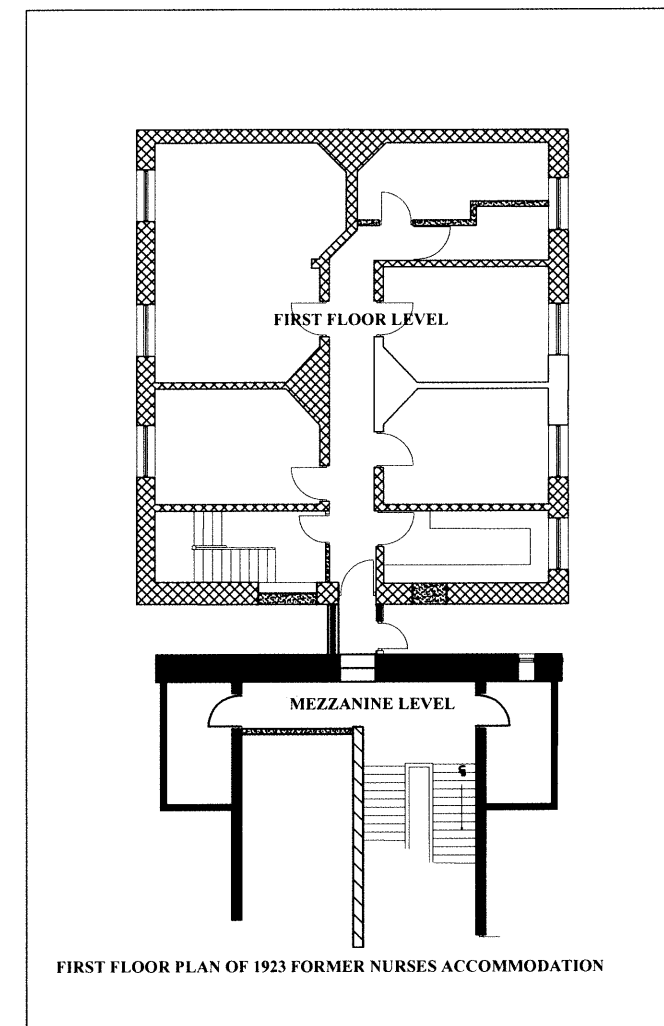 FIRST FLOOR LEVEL
MEZZANINE LEVEL
FIRST FLOOR PLAN OF 1923 FORMER NURSES ACCOMMODATION